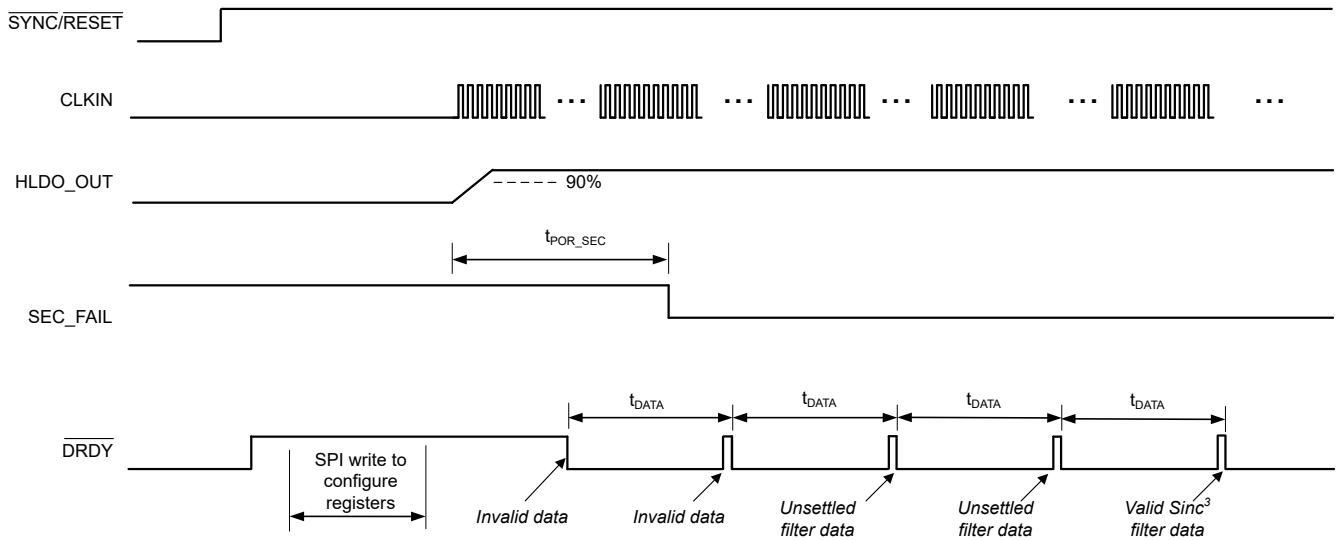 SYNC/RESET
CLKIN
... ... ... ... ...
HLDO_OUT
90%
tPOR_SEC
SEC_FAIL
tDATA tDATA tDATA tDATA
DRDY
SPI write to
configure
registers
Invalid data
Invalid data
Unsettled
filter data
Unsettled
filter data
Valid Sinc³
filter data